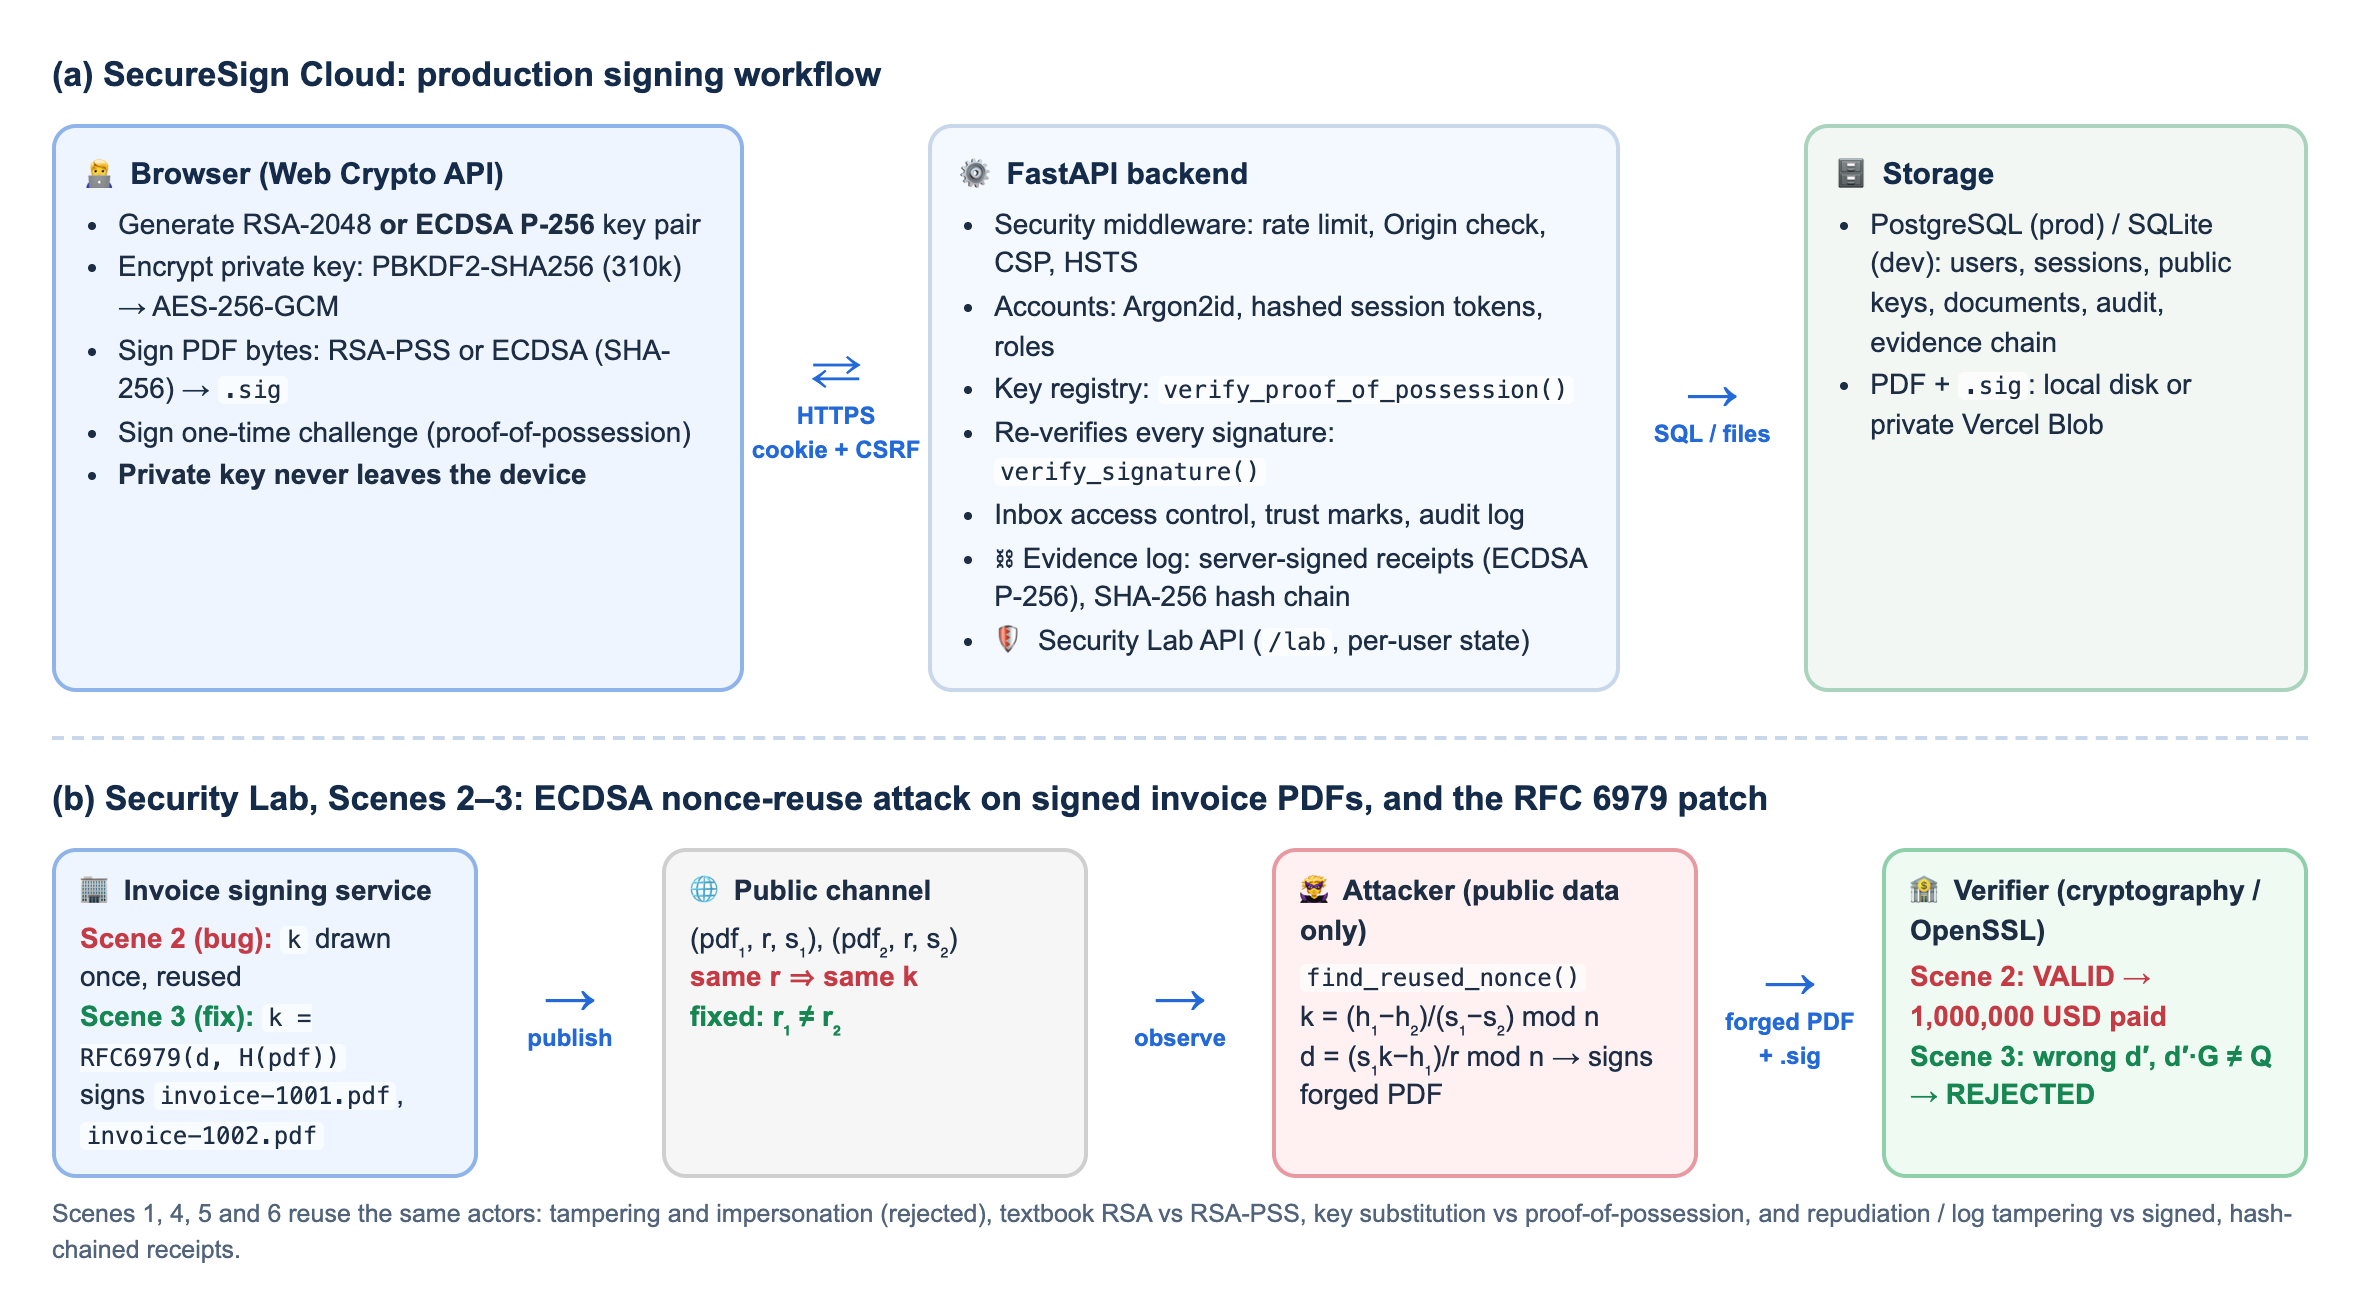 (a) SecureSign Cloud: production signing workflow
Browser (Web Crypto API)
• Generate RSA-2048 or ECDSA P-256 key pair
• Encrypt private key: PBKDF2-SHA256 (310k)
→ AES-256-GCM
• Sign PDF bytes: RSA-PSS or ECDSA (SHA-
256) → .sig
• Sign one-time challenge (proof-of-possession)
• Private key never leaves the device
⇄
HTTPS
cookie + CSRF
FastAPI backend
• Security middleware: rate limit, Origin check,
CSP, HSTS
• Accounts: Argon2id, hashed session tokens,
roles
• Key registry: verify_proof_of_possession()
• Re-verifies every signature:
verify_signature()
• Inbox access control, trust marks, audit log
• ⛓ Evidence log: server-signed receipts (ECDSA
P-256), SHA-256 hash chain
• Security Lab API (/lab, per-user state)
→
SQL / files
Storage
• PostgreSQL (prod) / SQLite
(dev): users, sessions, public
keys, documents, audit,
evidence chain
• PDF + .sig: local disk or
private Vercel Blob
(b) Security Lab, Scenes 2–3: ECDSA nonce-reuse attack on signed invoice PDFs, and the RFC 6979 patch
Invoice signing service
Scene 2 (bug): k drawn
once, reused
Scene 3 (fix): k =
RFC6979(d, H(pdf))
signs invoice-1001.pdf,
invoice-1002.pdf
→
publish
Public channel
(pdf₁, r, s₁), (pdf₂, r, s₂)
same r ⇒ same k
fixed: r₁ ≠ r₂
→
observe
Attacker (public data
only)
find_reused_nonce()
k = (h₁−h₂)/(s₁−s₂) mod n
d = (s₁k−h₁)/r mod n → signs
forged PDF
→
forged PDF
+ .sig
Verifier (cryptography /
OpenSSL)
Scene 2: VALID →
1,000,000 USD paid
Scene 3: wrong d′, d′·G ≠ Q
→ REJECTED
Scenes 1, 4, 5 and 6 reuse the same actors: tampering and impersonation (rejected), textbook RSA vs RSA-PSS, key substitution vs proof-of-possession, and repudiation / log tampering vs signed, hash-
chained receipts.